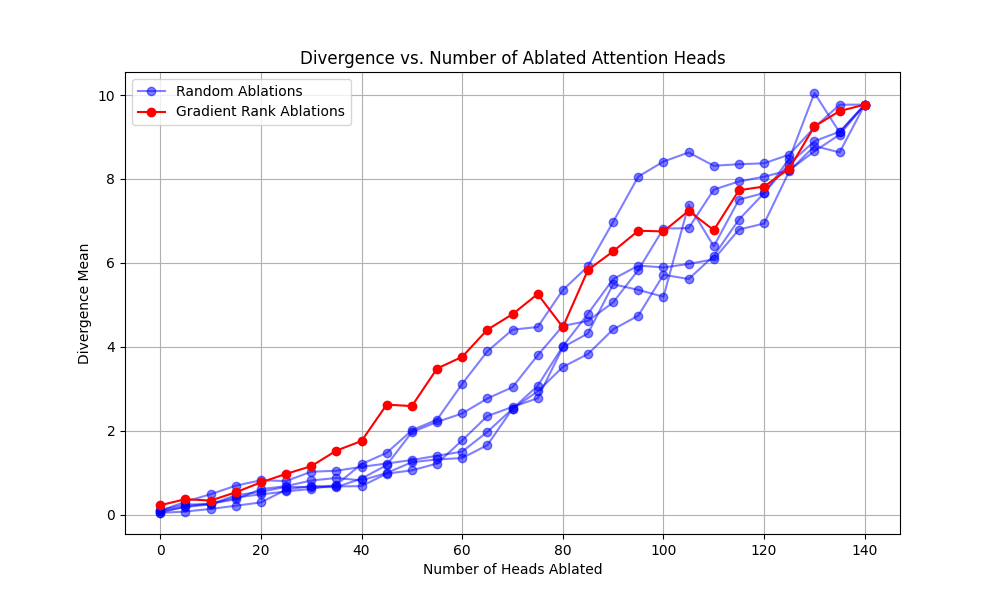 Divergence vs. Number of Ablated Attention Heads
Random Ablations
Gradient Rank Ablations
Divergence Mean
10
8
6
4
2
0
0 20 40 60 80 100 120 140
Number of Heads Ablated